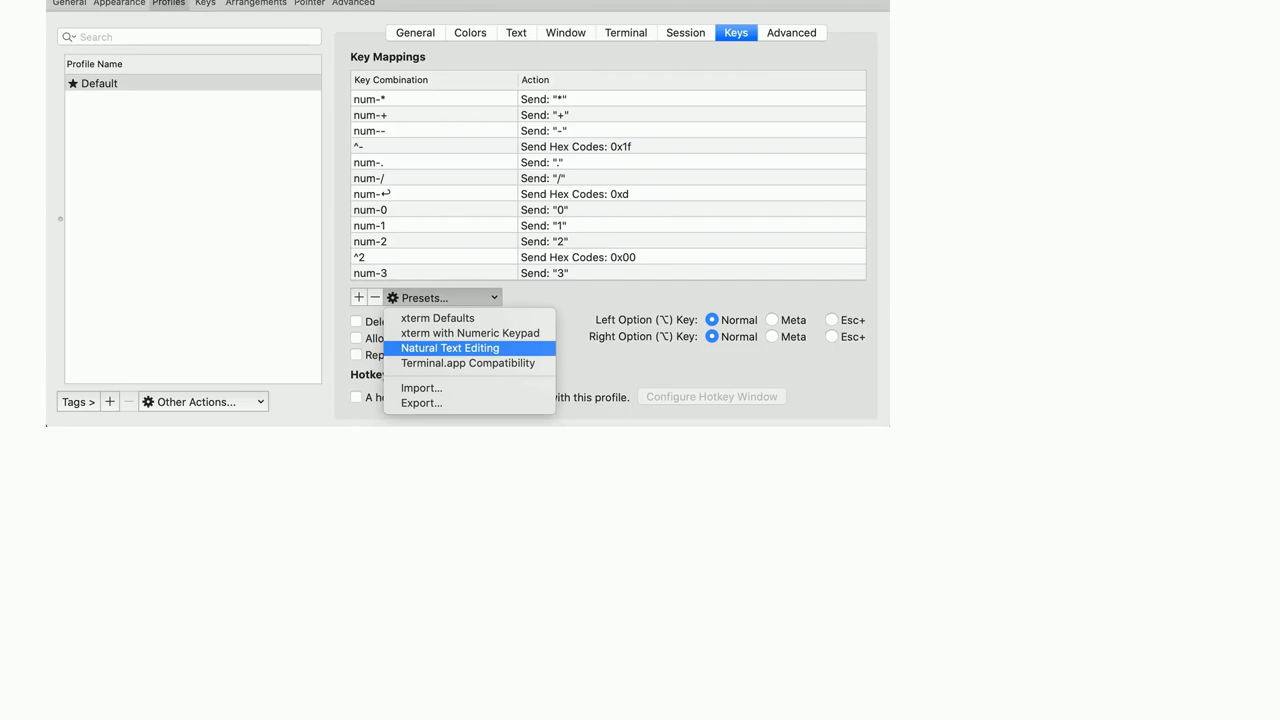 General Appearance Profiles Keys Arrangements Pointer Advanced
Search
General Colors Text Window Terminal Session Keys Advanced
Profile Name
★ Default
Key Mappings
Key Combination Action
num-* Send: "*"
num-+ Send: "+"
num-- Send: "-"
^- Send Hex Codes: 0x1f
num-. Send: "."
num-/ Send: "/"
num-↩ Send Hex Codes: 0xd
num-0 Send: "0"
num-1 Send: "1"
num-2 Send: "2"
^2 Send Hex Codes: 0x00
num-3 Send: "3"
+ − Presets...
xterm Defaults
xterm with Numeric Keypad
Natural Text Editing
Terminal.app Compatibility
Import...
Export...
Left Option (⌥) Key: Normal Meta Esc+
Right Option (⌥) Key: Normal Meta Esc+
A h
with this profile. Configure Hotkey Window
Tags > + − Other Actions...